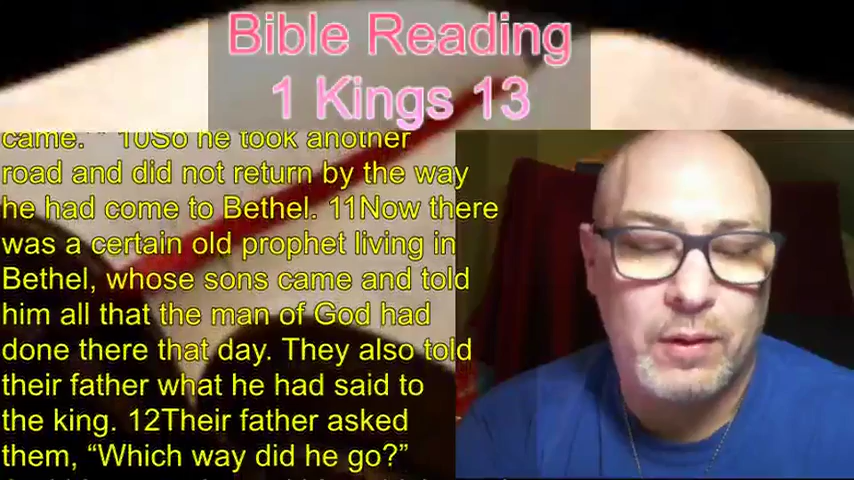 Bible Reading
1 Kings 13
came.’ ” 10So he took another
road and did not return by the way
he had come to Bethel. 11Now there
was a certain old prophet living in
Bethel, whose sons came and told
him all that the man of God had
done there that day. They also told
their father what he had said to
the king. 12Their father asked
them, “Which way did he go?”